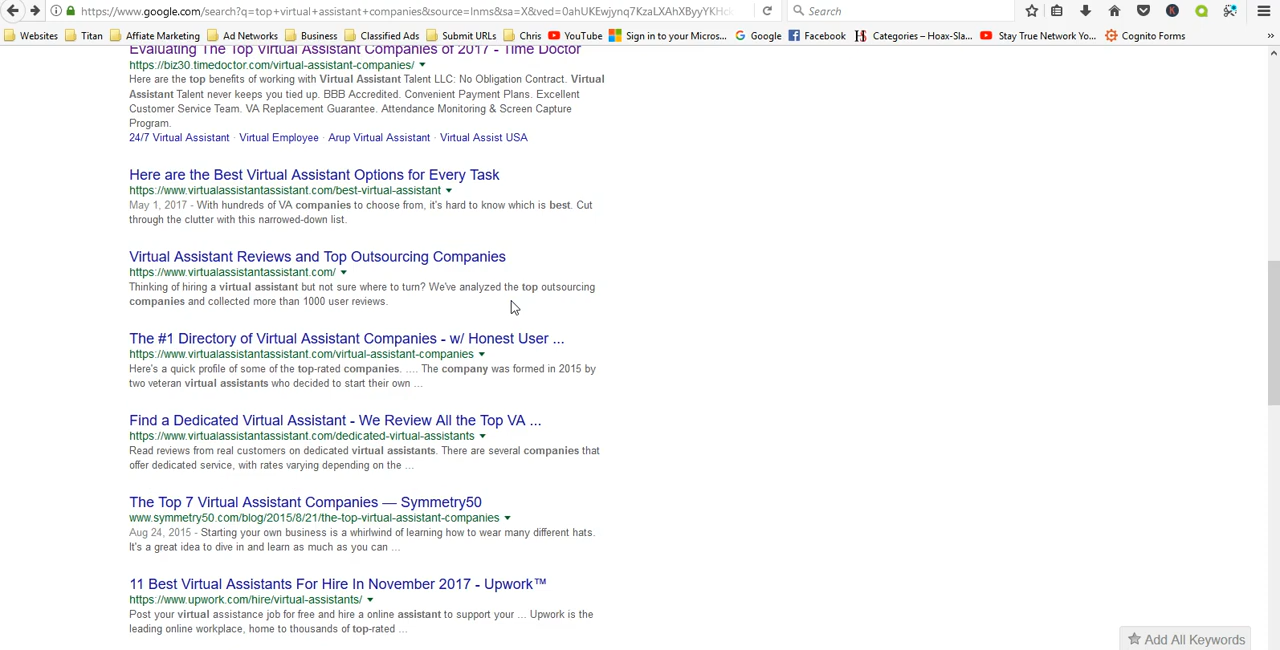 https://www.google.com/search?q=top+virtual+assistant+companies&source=lnms&sa=X&ved=
Search
Websites Titan Affiate Marketing Ad Networks Business Classified Ads Submit URLs Chris YouTube Sign in to your Micros... Google Facebook Categories – Hoax-Sla... Stay True Network Yo... Cognito Forms »
Evaluating The Top Virtual Assistant Companies of 2017 - Time Doctor
https://biz30.timedoctor.com/virtual-assistant-companies/
Here are the top benefits of working with Virtual Assistant Talent LLC: No Obligation Contract. Virtual
Assistant Talent never keeps you tied up. BBB Accredited. Convenient Payment Plans. Excellent
Customer Service Team. VA Replacement Guarantee. Attendance Monitoring & Screen Capture
Program.
24/7 Virtual Assistant · Virtual Employee · Arup Virtual Assistant · Virtual Assist USA
Here are the Best Virtual Assistant Options for Every Task
https://www.virtualassistantassistant.com/best-virtual-assistant
May 1, 2017 - With hundreds of VA companies to choose from, it's hard to know which is best. Cut
through the clutter with this narrowed-down list.
Virtual Assistant Reviews and Top Outsourcing Companies
https://www.virtualassistantassistant.com/
Thinking of hiring a virtual assistant but not sure where to turn? We've analyzed the top outsourcing
companies and collected more than 1000 user reviews.
The #1 Directory of Virtual Assistant Companies - w/ Honest User ...
https://www.virtualassistantassistant.com/virtual-assistant-companies
Here's a quick profile of some of the top-rated companies. .... The company was formed in 2015 by
two veteran virtual assistants who decided to start their own ...
Find a Dedicated Virtual Assistant - We Review All the Top VA ...
https://www.virtualassistantassistant.com/dedicated-virtual-assistants
Read reviews from real customers on dedicated virtual assistants. There are several companies that
offer dedicated service, with rates varying depending on the ...
The Top 7 Virtual Assistant Companies — Symmetry50
www.symmetry50.com/blog/2015/8/21/the-top-virtual-assistant-companies
Aug 24, 2015 - Starting your own business is a whirlwind of learning how to wear many different hats.
It's a great idea to dive in and learn as much as you can ...
11 Best Virtual Assistants For Hire In November 2017 - Upwork™
https://www.upwork.com/hire/virtual-assistants/
Post your virtual assistance job for free and hire a online assistant to support your ... Upwork is the
leading online workplace, home to thousands of top-rated ...
Add All Keywords